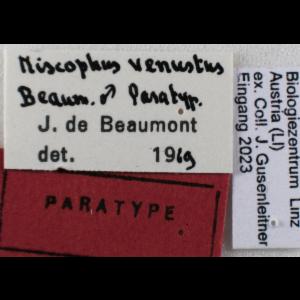 Miscophus venustus
Beaum. ♂ Paratyp.
J. de Beaumont
det. 1969
PARATYPE
Biologiezentrum Linz
Austria (LI)
ex. Coll. J. Gusenleitner
Eingang 2023